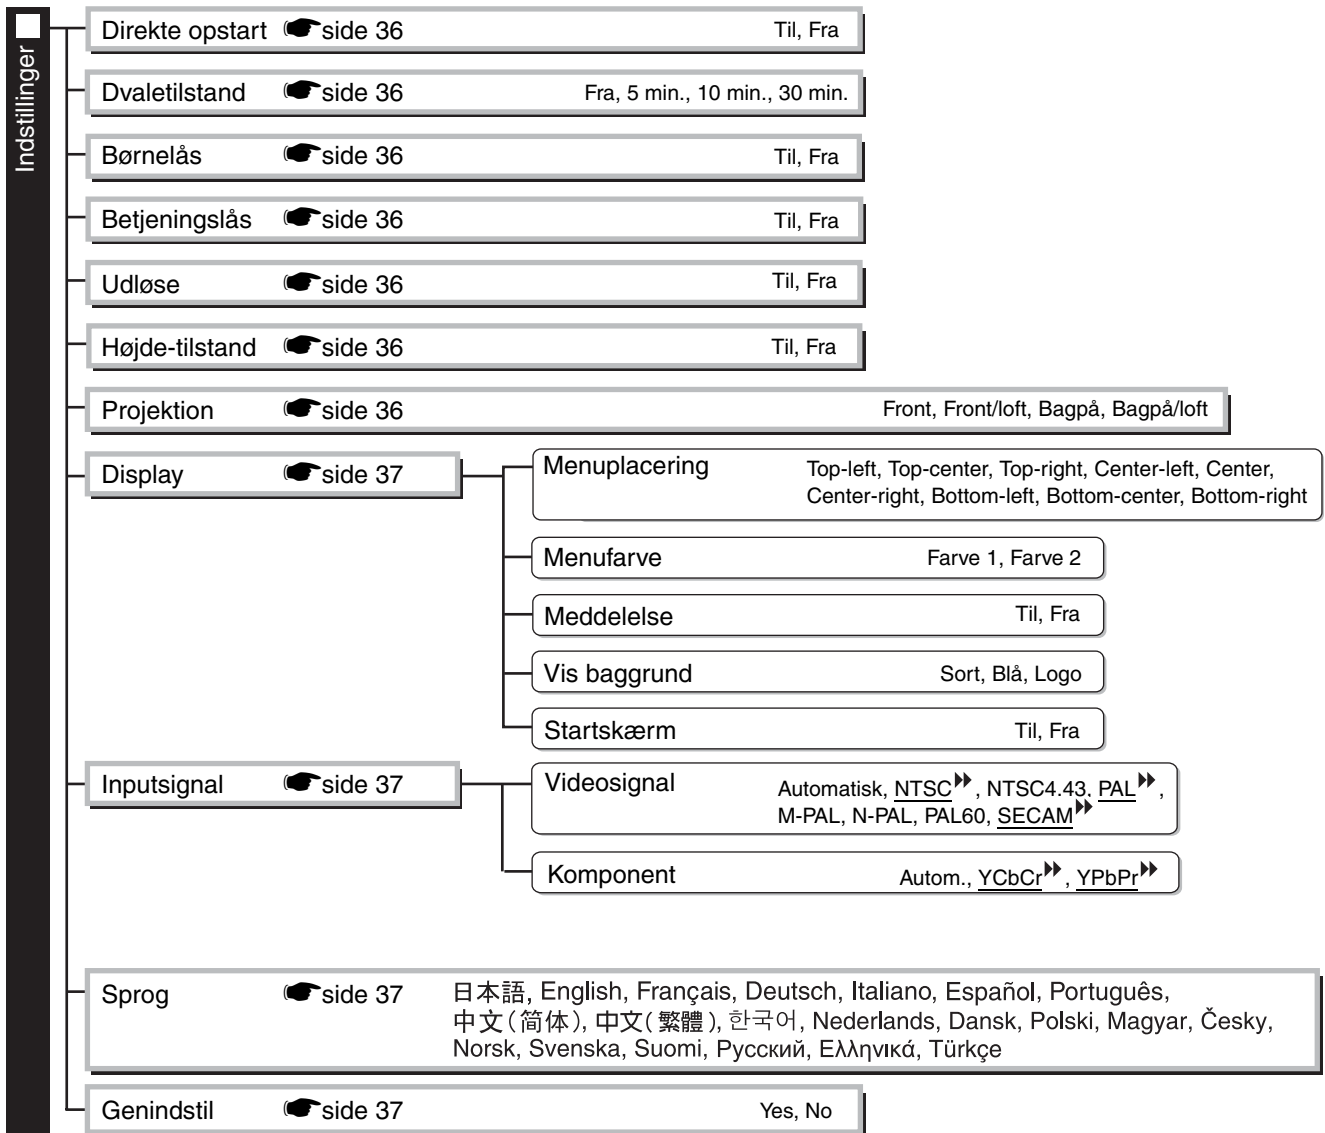 Indstillinger
Direkte opstart side 36 Til, Fra
Dvaletilstand side 36 Fra, 5 min., 10 min., 30 min.
Børnelås side 36 Til, Fra
Betjeningslås side 36 Til, Fra
Udløse side 36 Til, Fra
Højde-tilstand side 36 Til, Fra
Projektion side 36 Front, Front/loft, Bagpå, Bagpå/loft
Display side 37
Menuplacering Top-left, Top-center, Top-right, Center-left, Center,
Center-right, Bottom-left, Bottom-center, Bottom-right
Menufarve Farve 1, Farve 2
Meddelelse Til, Fra
Vis baggrund Sort, Blå, Logo
Startskærm Til, Fra
Inputsignal side 37
Videosignal Automatisk, NTSC, NTSC4.43, PAL,
M-PAL, N-PAL, PAL60, SECAM
Komponent Autom., YCbCr, YPbPr
Sprog side 37 日本語, English, Français, Deutsch, Italiano, Español, Português,
中文(简体), 中文(繁體), 한국어, Nederlands, Dansk, Polski, Magyar, Česky,
Norsk, Svenska, Suomi, Русский, Ελληνικά, Türkçe
Genindstil side 37 Yes, No